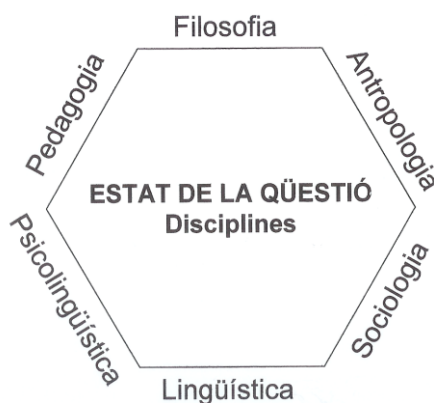 Filosofia
Pedagogia
Antropologia
ESTAT DE LA QÜESTIÓ
Disciplines
Psicolingüística
Sociologia
Lingüística